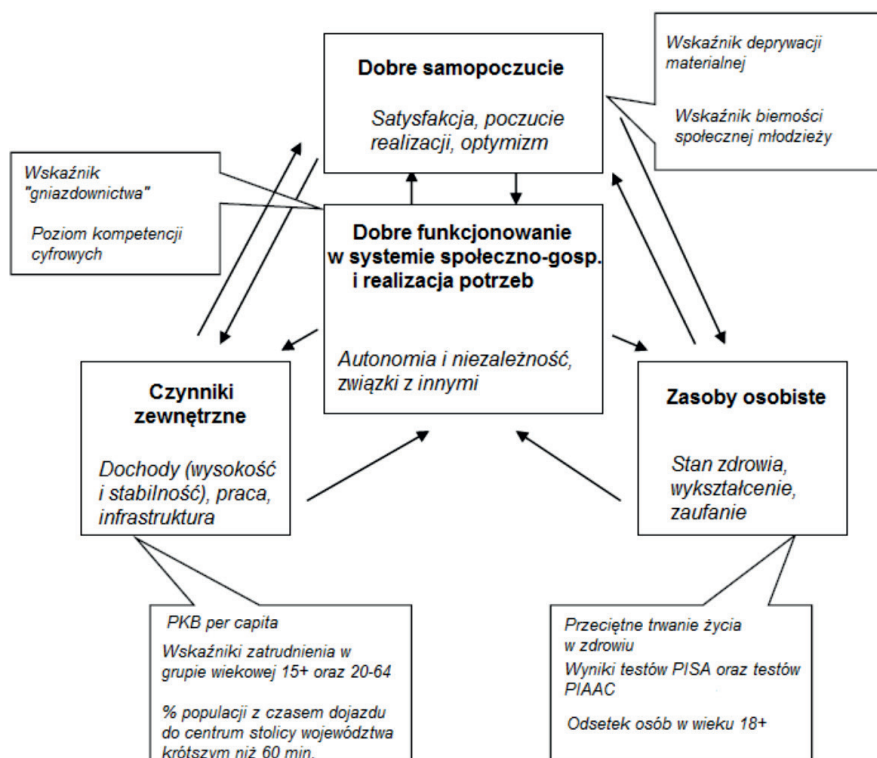 Dobre samopoczucie
Satysfakcja, poczucie
realizacji, optymizm
Wskaźnik deprywacji
materialnej
Wskaźnik bierności
społecznej młodzieży
Wskaźnik
"gniazdownictwa"
Poziom kompetencji
cyfrowych
Dobre funkcjonowanie
w systemie społeczno-gosp.
i realizacja potrzeb
Autonomia i niezależność,
związki z innymi
Czynniki
zewnętrzne
Dochody (wysokość
i stabilność), praca,
infrastruktura
Zasoby osobiste
Stan zdrowia,
wykształcenie,
zaufanie
PKB per capita
Wskaźniki zatrudnienia w
grupie wiekowej 15+ oraz 20-64
% populacji z czasem dojazdu
do centrum stolicy województwa
krótszym niż 60 min.
Przeciętne trwanie życia
w zdrowiu
Wyniki testów PISA oraz testów
PIAAC
Odsetek osób w wieku 18+